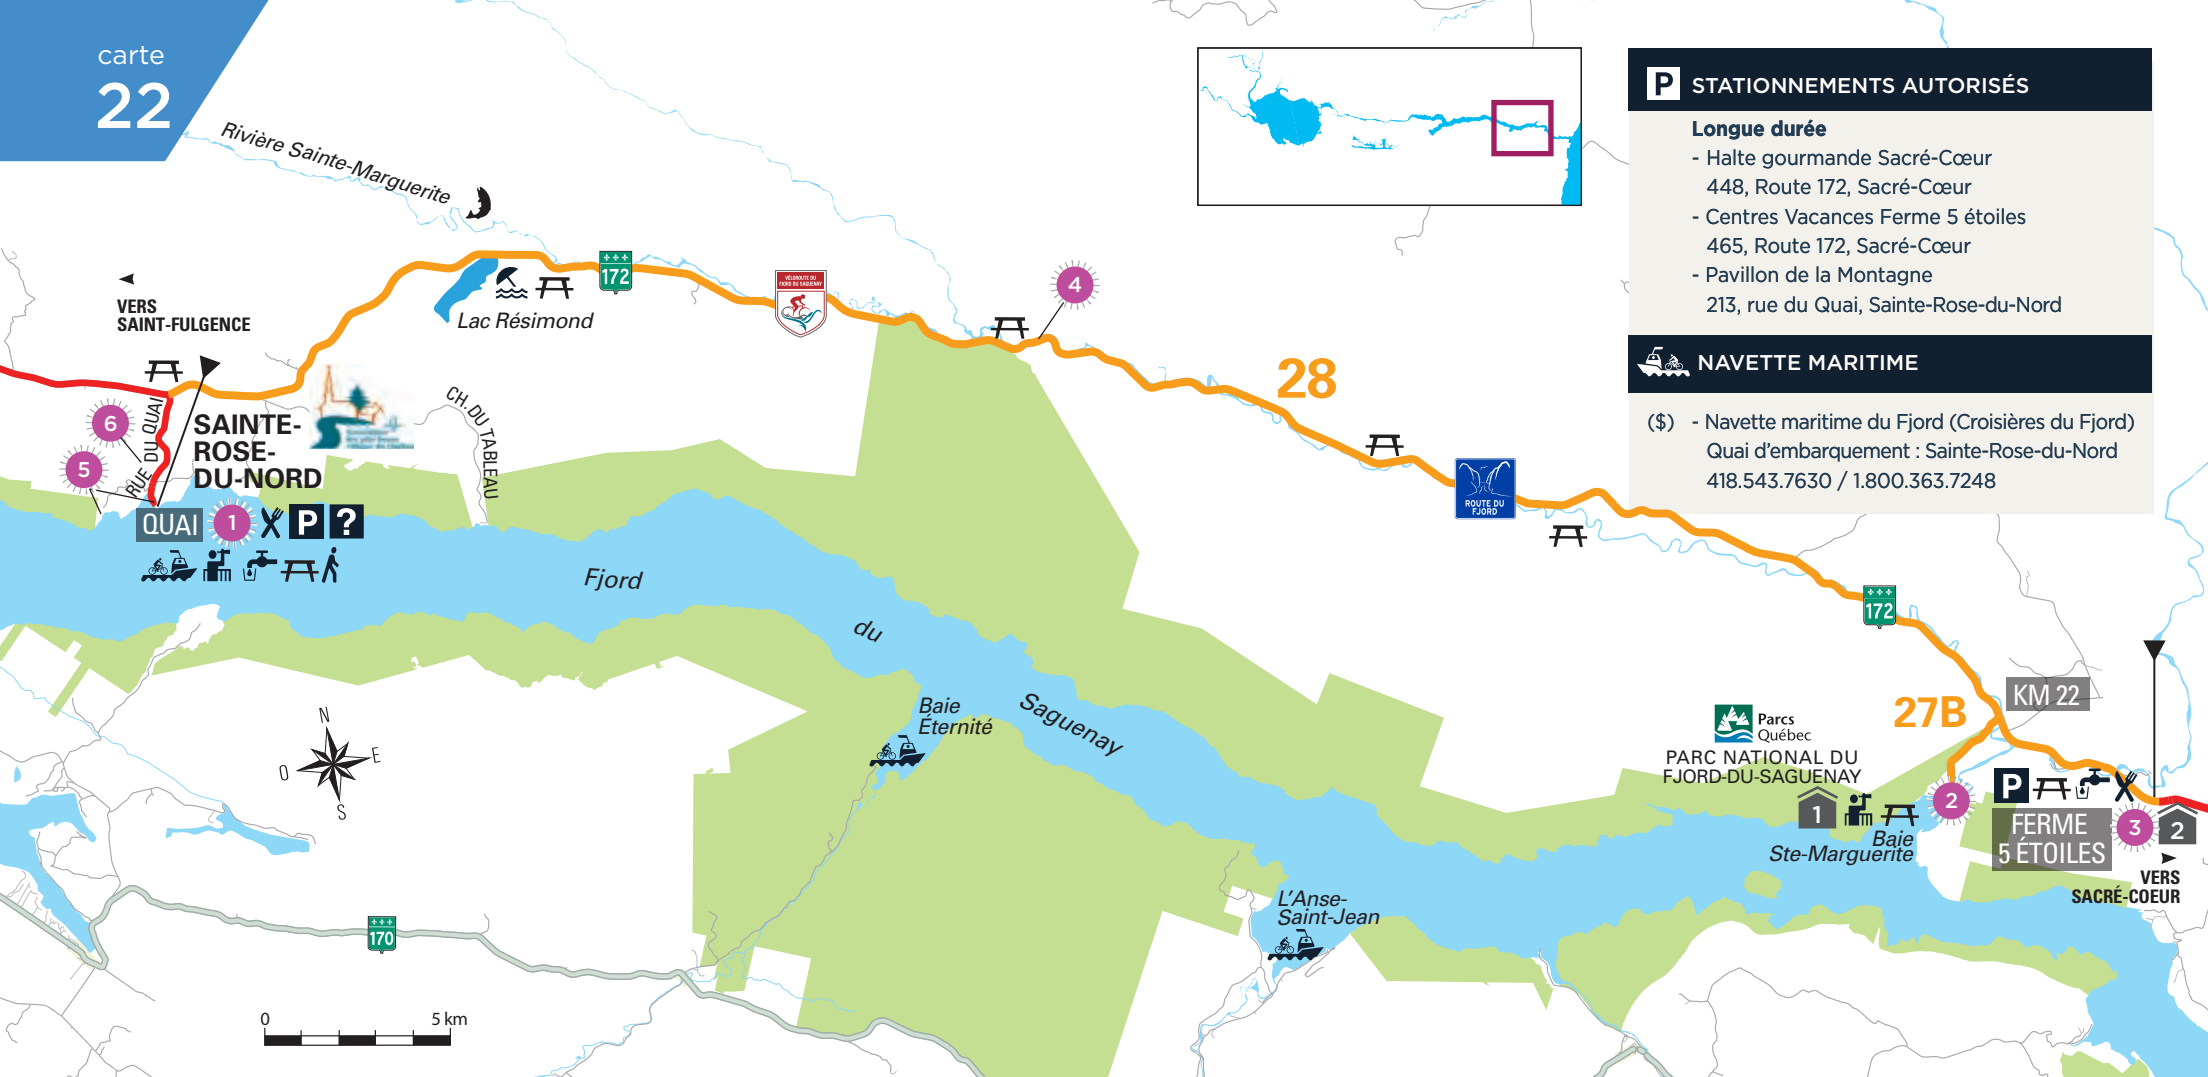 carte
22
Rivière Sainte-Marguerite
VERS
SAINT-FULGENCE
Lac Résimond
172
VÉLOROUTE DU
FJORD DU SAGUENAY
4
28
6
5
RUE DU QUAI
SAINTE-
ROSE-
DU-NORD
CH. DU TABLEAU
QUAI
1
P
?
ROUTE DU
FJORD
172
Fjord
du
Saguenay
Baie
Éternité
N
E
O
S
27B
KM 22
Parcs
Québec
PARC NATIONAL DU
FJORD-DU-SAGUENAY
1
2
Baie
Ste-Marguerite
P
FERME
5 ÉTOILES
3
2
VERS
SACRÉ-COEUR
L'Anse-
Saint-Jean
170
0
5 km
P STATIONNEMENTS AUTORISÉS
Longue durée
- Halte gourmande Sacré-Cœur
448, Route 172, Sacré-Cœur
- Centres Vacances Ferme 5 étoiles
465, Route 172, Sacré-Cœur
- Pavillon de la Montagne
213, rue du Quai, Sainte-Rose-du-Nord
NAVETTE MARITIME
($) - Navette maritime du Fjord (Croisières du Fjord)
Quai d'embarquement : Sainte-Rose-du-Nord
418.543.7630 / 1.800.363.7248